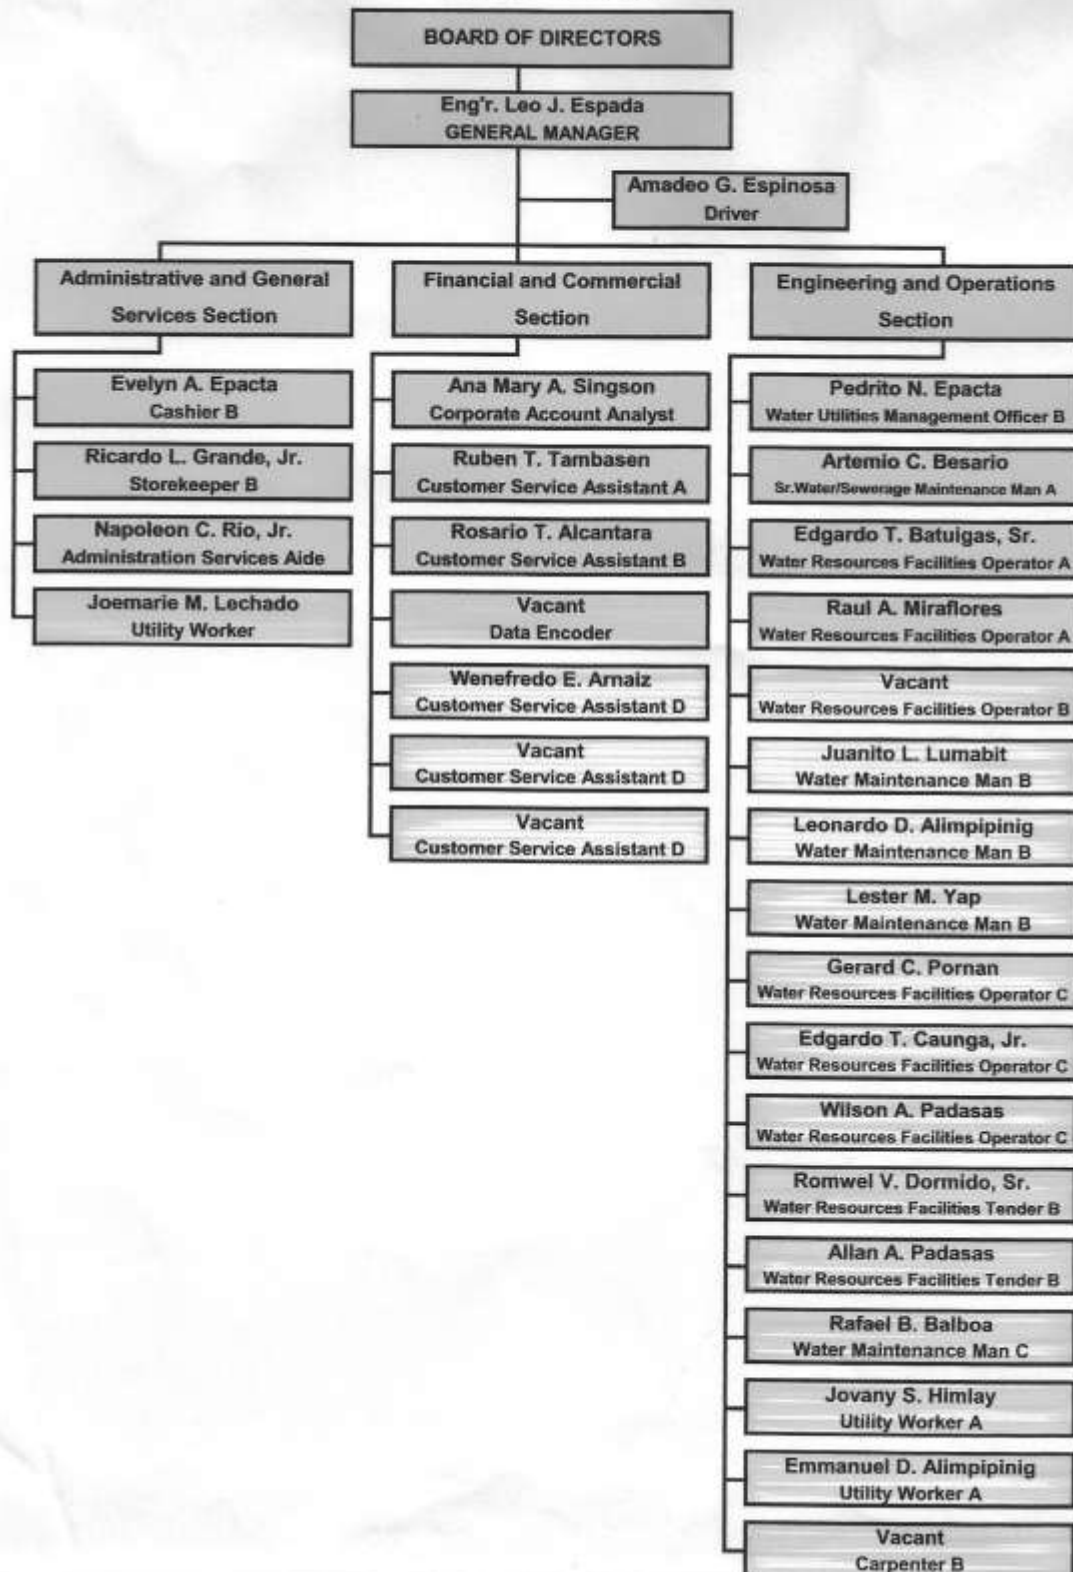 BOARD OF DIRECTORS
Eng'r. Leo J. Espada
GENERAL MANAGER
Amadeo G. Espinosa
Driver
Administrative and General
Services Section
Evelyn A. Epacta
Cashier B
Ricardo L. Grande, Jr.
Storekeeper B
Napoleon C. Rio, Jr.
Administration Services Aide
Joemarie M. Lechado
Utility Worker
Financial and Commercial
Section
Ana Mary A. Singson
Corporate Account Analyst
Ruben T. Tambasen
Customer Service Assistant A
Rosario T. Alcantara
Customer Service Assistant B
Vacant
Data Encoder
Wenefredo E. Arnaiz
Customer Service Assistant D
Vacant
Customer Service Assistant D
Vacant
Customer Service Assistant D
Engineering and Operations
Section
Pedrito N. Epacta
Water Utilities Management Officer B
Artemio C. Besario
Sr.Water/Sewerage Maintenance Man A
Edgardo T. Batuigas, Sr.
Water Resources Facilities Operator A
Raul A. Miraflores
Water Resources Facilities Operator A
Vacant
Water Resources Facilities Operator B
Juanito L. Lumabit
Water Maintenance Man B
Leonardo D. Alimpipinig
Water Maintenance Man B
Lester M. Yap
Water Maintenance Man B
Gerard C. Pornan
Water Resources Facilities Operator C
Edgardo T. Caunga, Jr.
Water Resources Facilities Operator C
Wilson A. Padasas
Water Resources Facilities Operator C
Romwel V. Dormido, Sr.
Water Resources Facilities Tender B
Allan A. Padasas
Water Resources Facilities Tender B
Rafael B. Balboa
Water Maintenance Man C
Jovany S. Himlay
Utility Worker A
Emmanuel D. Alimpipinig
Utility Worker A
Vacant
Carpenter B